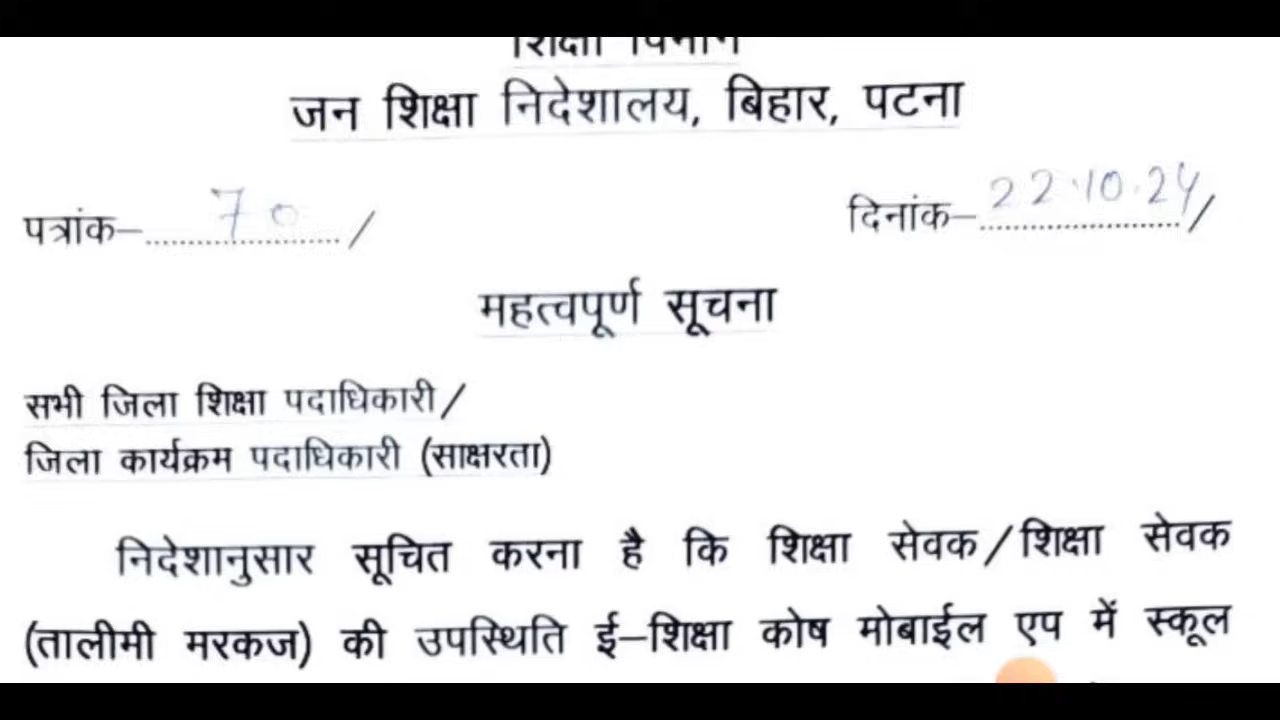 शिक्षा विभाग
जन शिक्षा निदेशालय, बिहार, पटना
पत्रांक–70/ दिनांक–22.10.24/
महत्वपूर्ण सूचना
सभी जिला शिक्षा पदाधिकारी/
जिला कार्यक्रम पदाधिकारी (साक्षरता)
निदेशानुसार सूचित करना है कि शिक्षा सेवक/शिक्षा सेवक
(तालीमी मरकज) की उपस्थिति ई–शिक्षा कोष मोबाईल एप में स्कूल